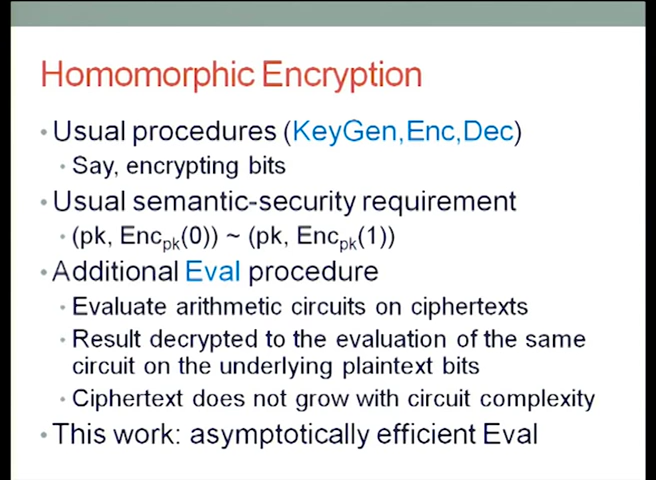 Homomorphic Encryption
• Usual procedures (KeyGen,Enc,Dec)
• Say, encrypting bits
• Usual semantic-security requirement
• (pk, Encpk(0)) ~ (pk, Encpk(1))
• Additional Eval procedure
• Evaluate arithmetic circuits on ciphertexts
• Result decrypted to the evaluation of the same
circuit on the underlying plaintext bits
• Ciphertext does not grow with circuit complexity
• This work: asymptotically efficient Eval